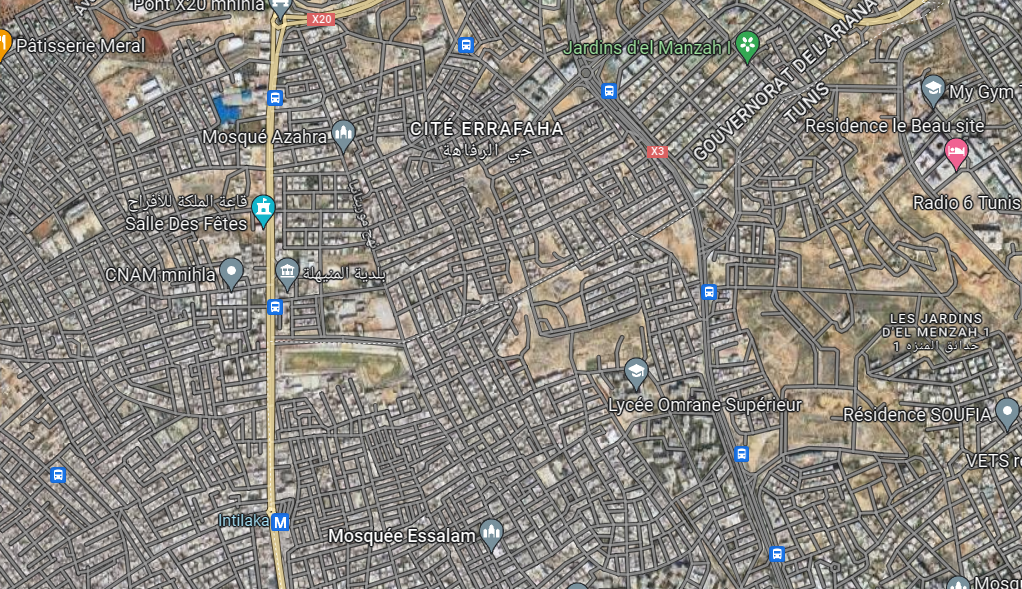 Pont X20 mnihla
X20
Pâtisserie Meral
Jardins d'el Manzah I
GOUVERNORAT DE L'ARIANA
TUNIS
My Gym
Mosqué Azahra
CITÉ ERRAFAHA
حي الرفاهة
X3
Residence le Beau site
قاعة الملكة للأفراح
Salle Des Fêtes
Radio 6 Tunis
CNAM mnihla
بلدية المنيهلة
LES JARDINS
D'EL MENZAH 1
حدائق المنزه 1
Lycée Omrane Supérieur
Résidence SOUFIA
VETS
Intilaka
M
Mosquée Essalam